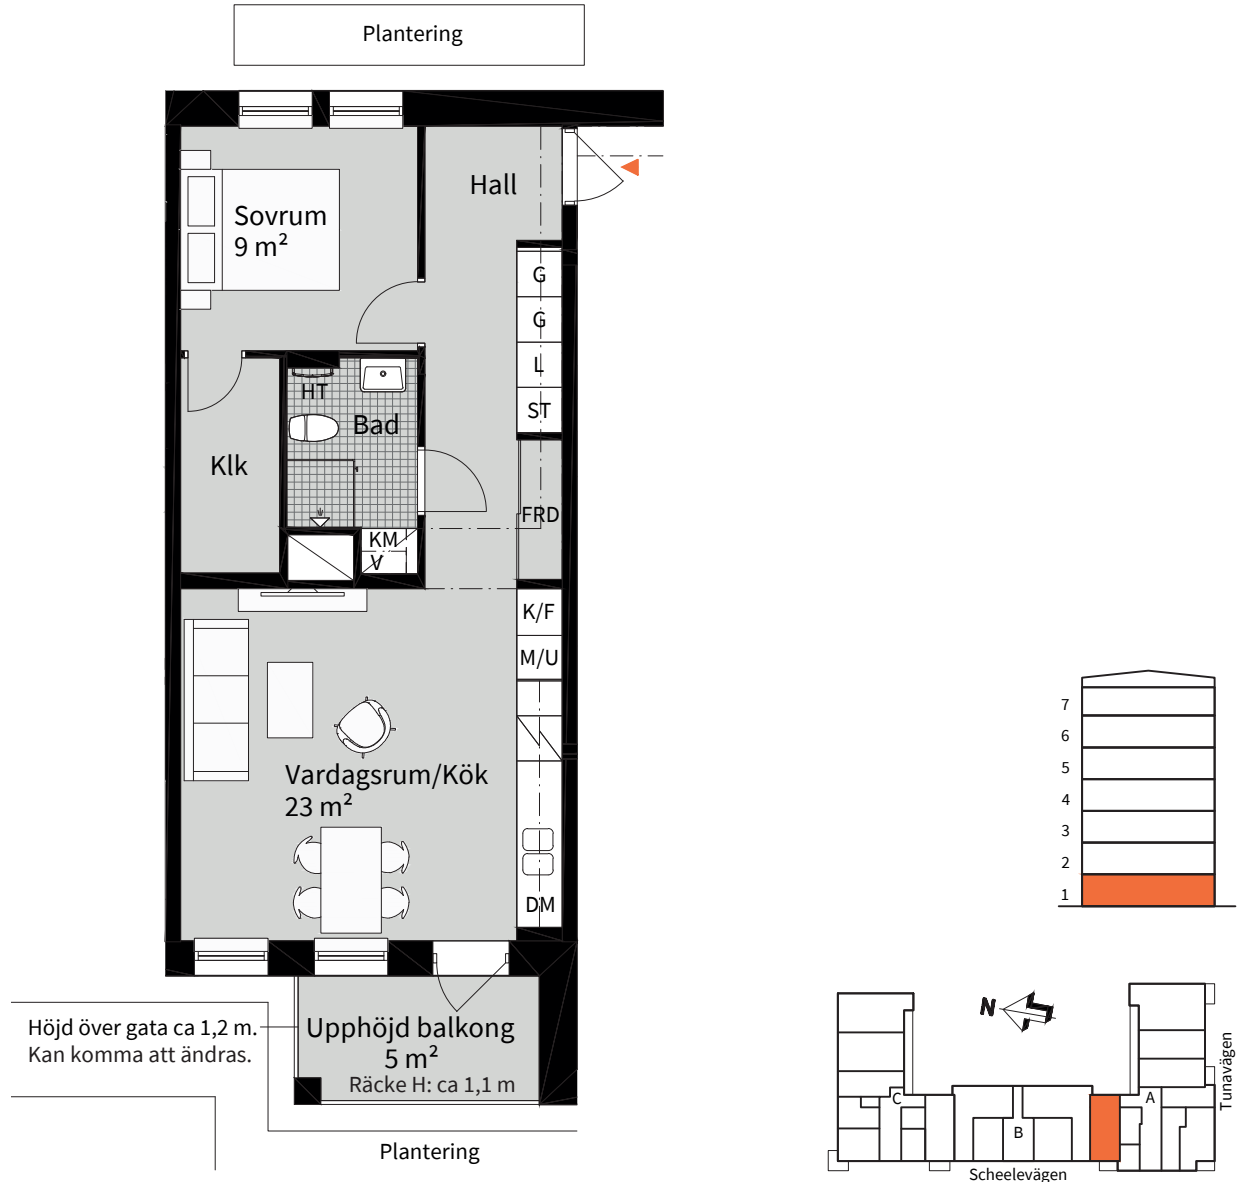 Plantering
Hall
Sovrum
9 m²
G
G
L
ST
HT
Bad
Klk
FRD
KM
V
K/F
M/U
Vardagsrum/Kök
23 m²
DM
Höjd över gata ca 1,2 m.
Kan komma att ändras.
Upphöjd balkong
5 m²
Räcke H: ca 1,1 m
Plantering
7
6
5
4
3
2
1
N
C
B
A
Tunavägen
Scheelevägen